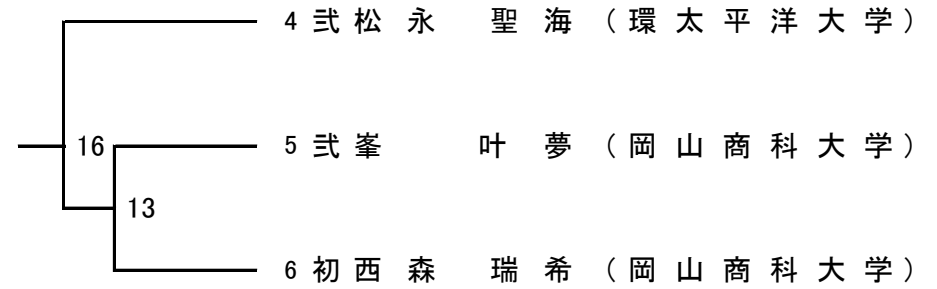 4 弐 松永 聖海 (環太平洋大学)
16
5 弐 峯 叶夢 (岡山商科大学)
13
6 初 西森 瑞希 (岡山商科大学)